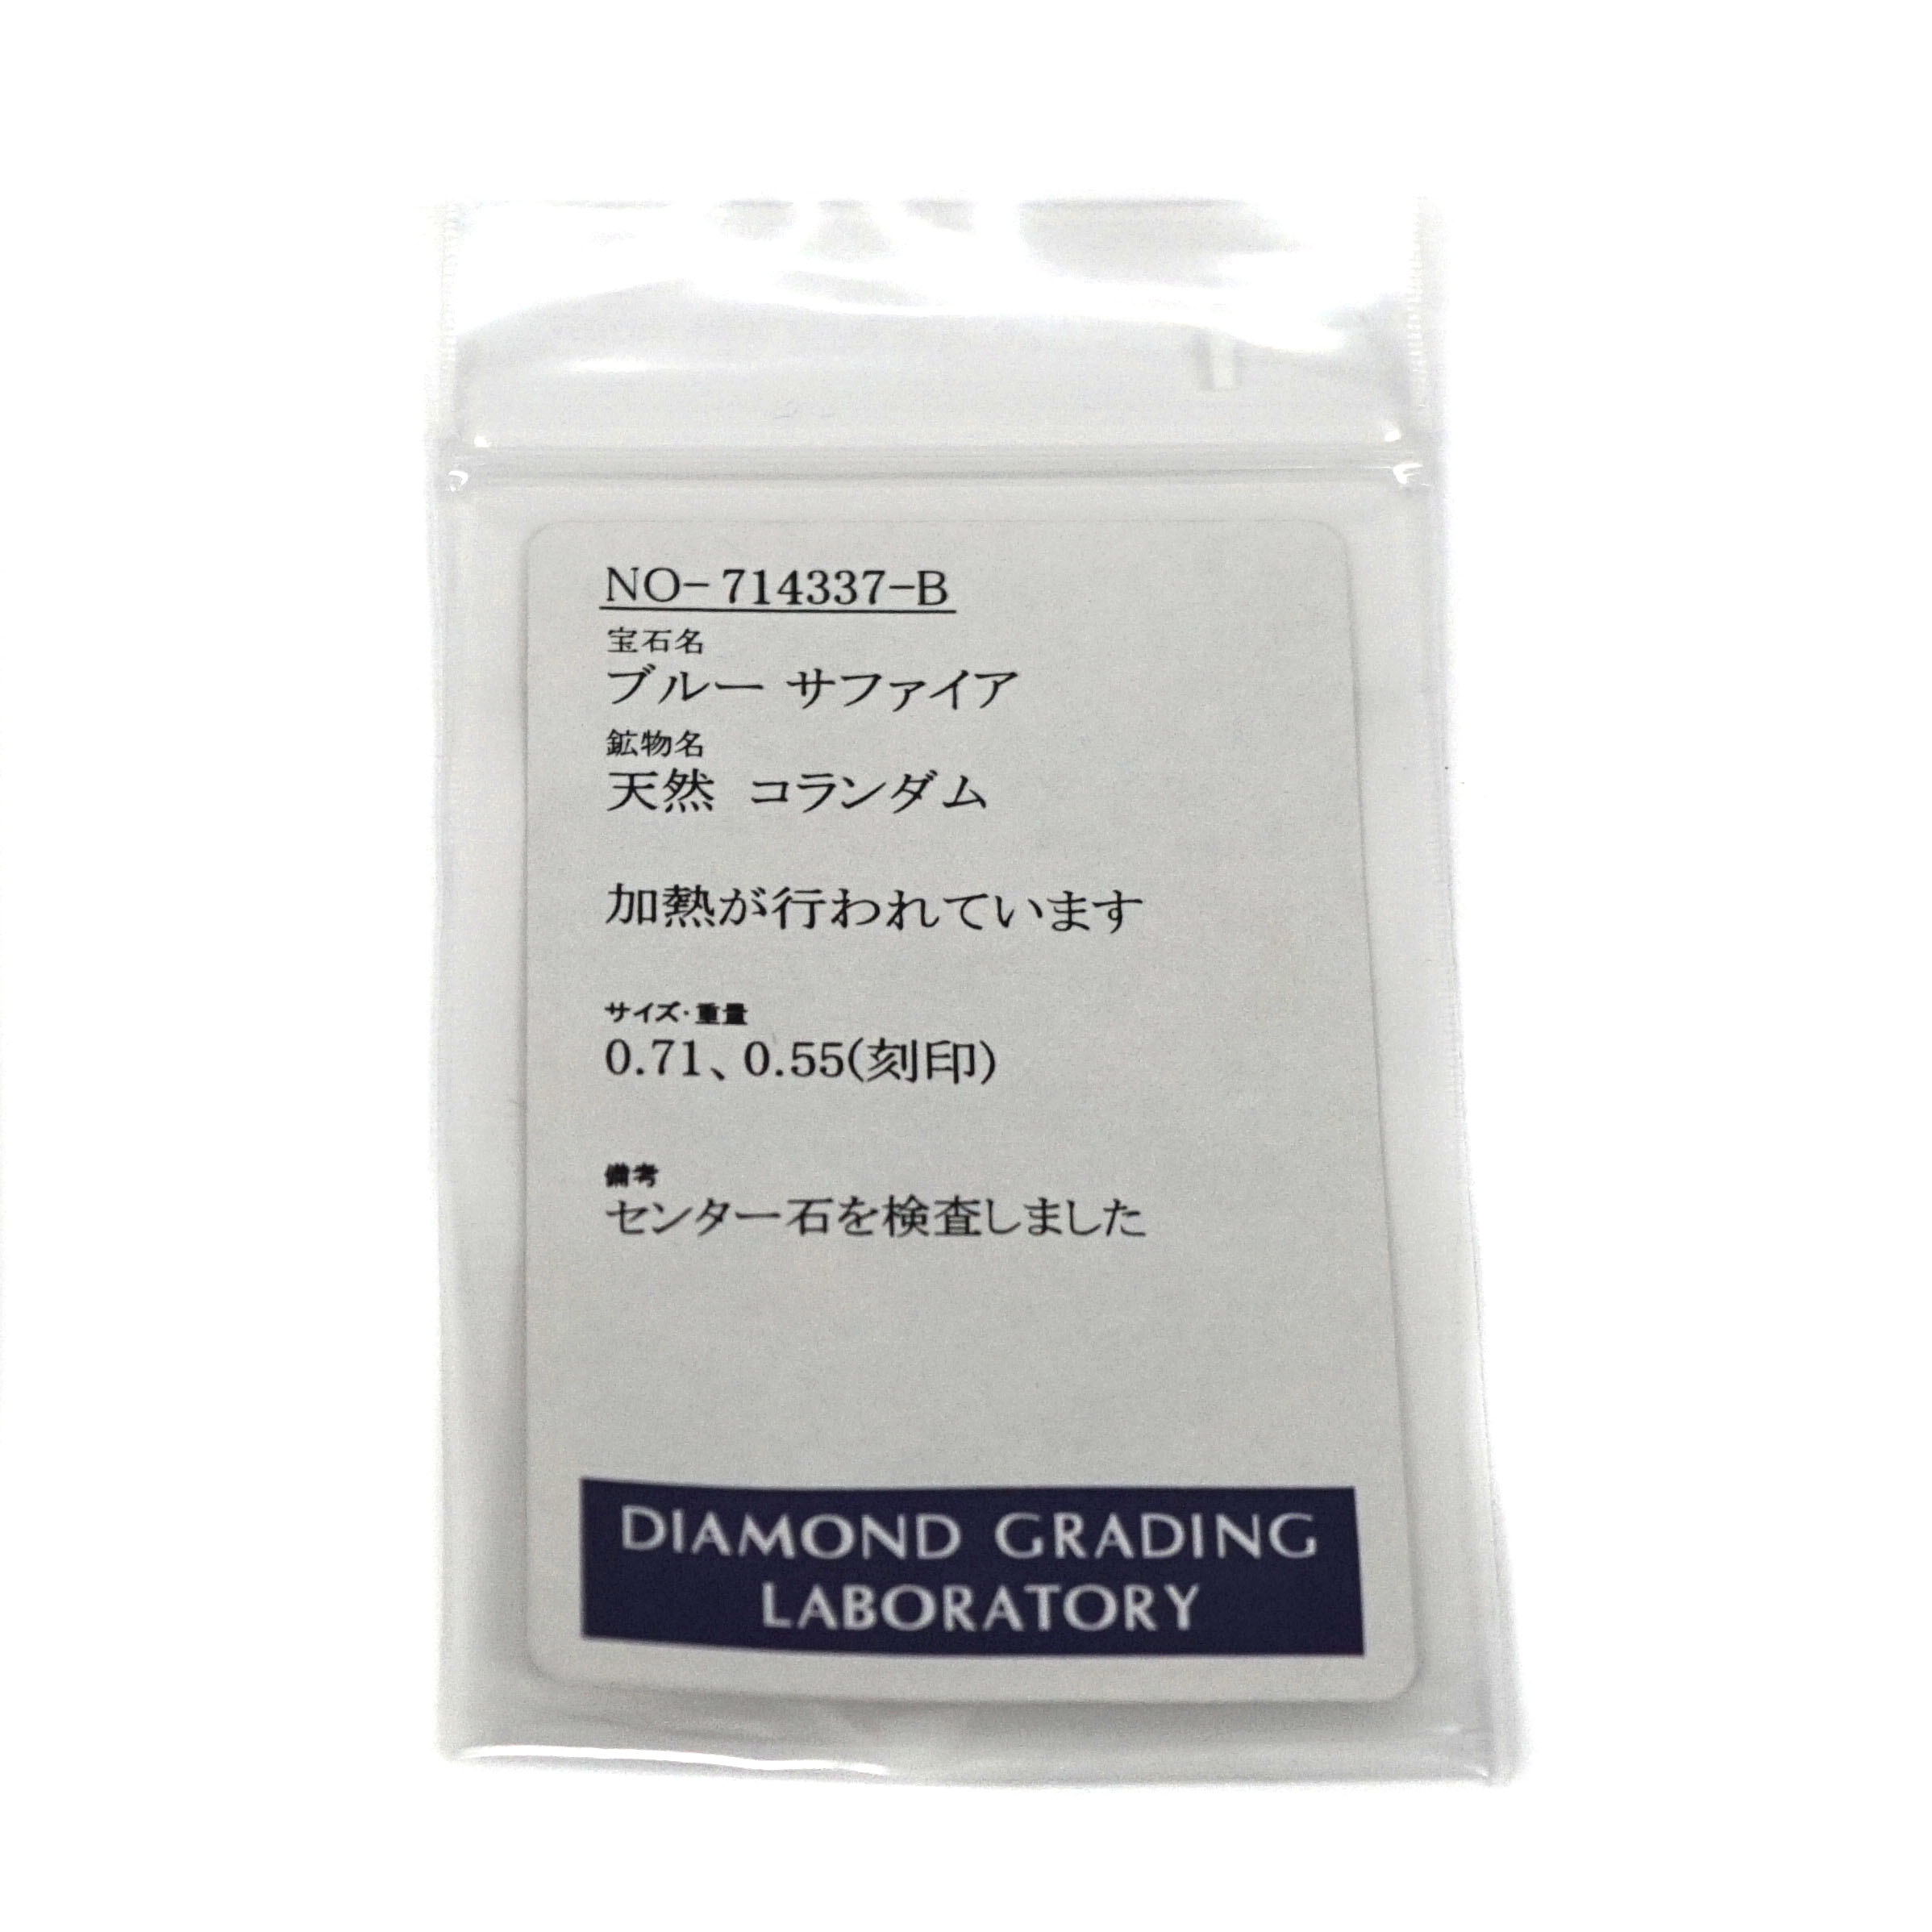 NO-714337-B
宝石名
ブルー サファイア
鉱物名
天然 コランダム
加熱が行われています
サイズ・重量
0.71、0.55(刻印)
備考
センター石を検査しました
DIAMOND GRADING
LABORATORY